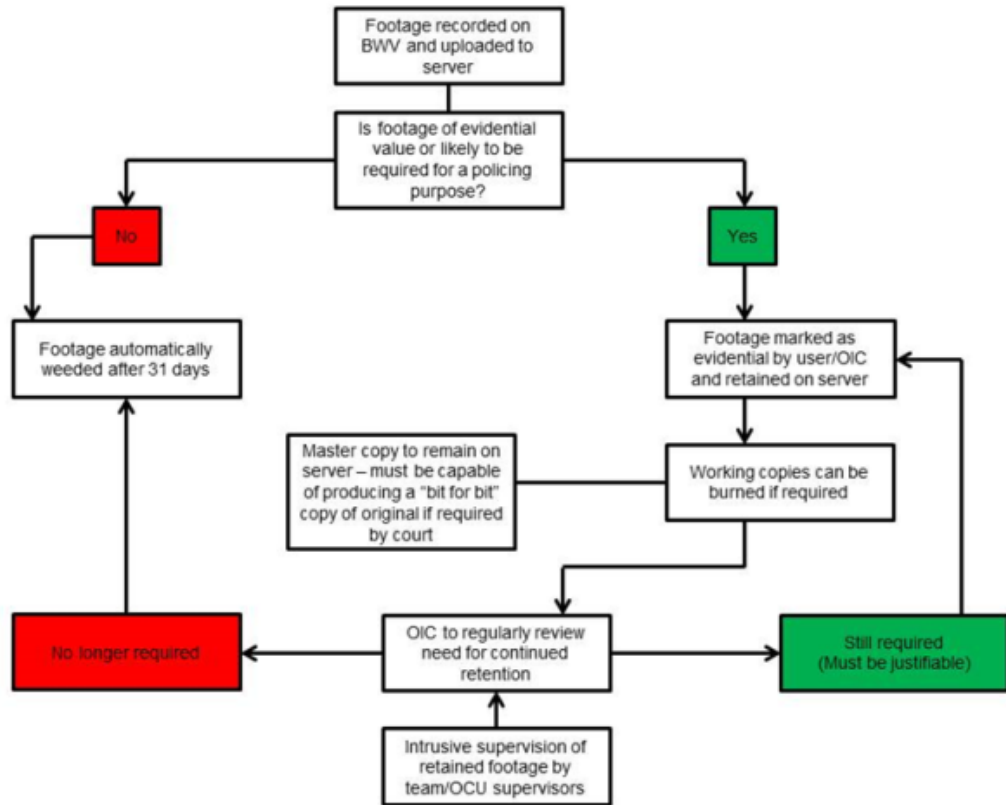 Footage recorded on
BWV and uploaded to
server
Is footage of evidential
value or likely to be
required for a policing
purpose?
No
Yes
Footage automatically
weeded after 31 days
Footage marked as
evidential by user/OIC
and retained on server
Master copy to remain on
server – must be capable
of producing a “bit for bit”
copy of original if required
by court
Working copies can be
burned if required
No longer required
OIC to regularly review
need for continued
retention
Still required
(Must be justifiable)
Intrusive supervision of
retained footage by
team/OCU supervisors